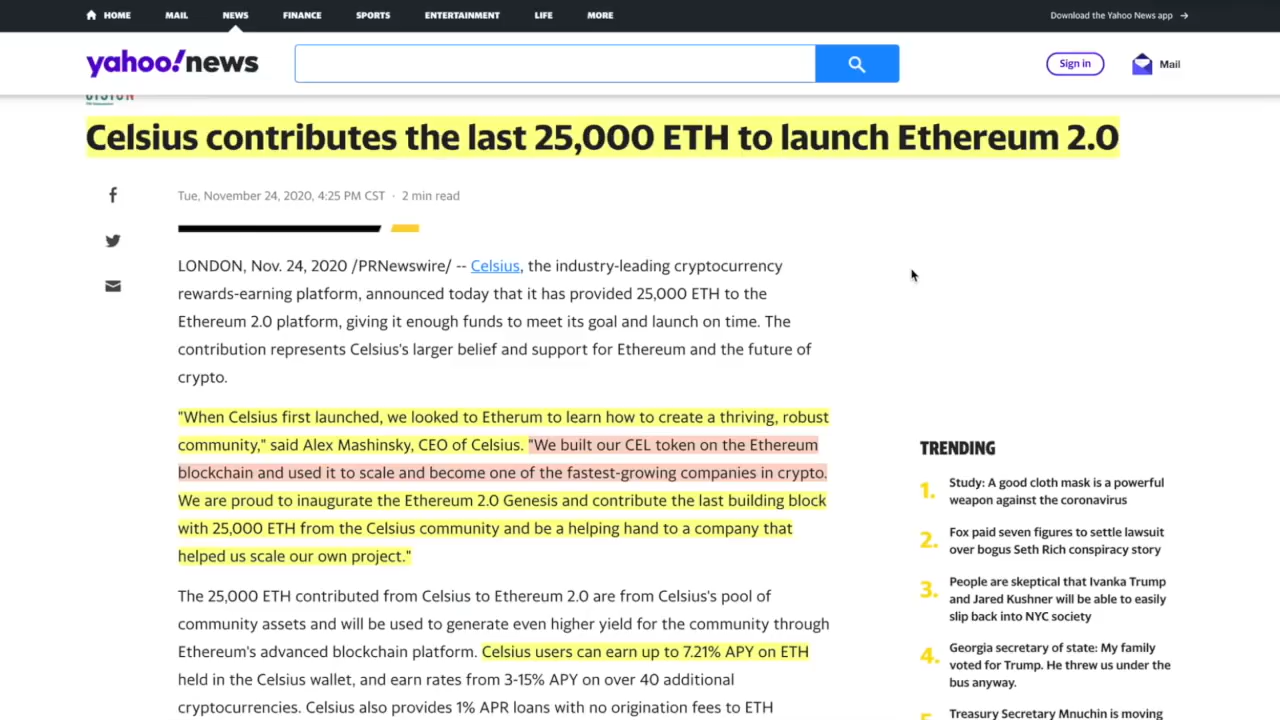 HOME MAIL NEWS FINANCE SPORTS ENTERTAINMENT LIFE MORE Download the Yahoo News app →
yahoo!news Sign in Mail
Celsius contributes the last 25,000 ETH to launch Ethereum 2.0
Tue, November 24, 2020, 4:25 PM CST · 2 min read
LONDON, Nov. 24, 2020 /PRNewswire/ -- Celsius, the industry-leading cryptocurrency
rewards-earning platform, announced today that it has provided 25,000 ETH to the
Ethereum 2.0 platform, giving it enough funds to meet its goal and launch on time. The
contribution represents Celsius's larger belief and support for Ethereum and the future of
crypto.
"When Celsius first launched, we looked to Etherum to learn how to create a thriving, robust
community," said Alex Mashinsky, CEO of Celsius. "We built our CEL token on the Ethereum
blockchain and used it to scale and become one of the fastest-growing companies in crypto.
We are proud to inaugurate the Ethereum 2.0 Genesis and contribute the last building block
with 25,000 ETH from the Celsius community and be a helping hand to a company that
helped us scale our own project."
The 25,000 ETH contributed from Celsius to Ethereum 2.0 are from Celsius's pool of
community assets and will be used to generate even higher yield for the community through
Ethereum's advanced blockchain platform. Celsius users can earn up to 7.21% APY on ETH
held in the Celsius wallet, and earn rates from 3-15% APY on over 40 additional
cryptocurrencies. Celsius also provides 1% APR loans with no origination fees to ETH
TRENDING
1. Study: A good cloth mask is a powerful
weapon against the coronavirus
2. Fox paid seven figures to settle lawsuit
over bogus Seth Rich conspiracy story
3. People are skeptical that Ivanka Trump
and Jared Kushner will be able to easily
slip back into NYC society
4. Georgia secretary of state: My family
voted for Trump. He threw us under the
bus anyway.
Treasury Secretary Mnuchin is moving